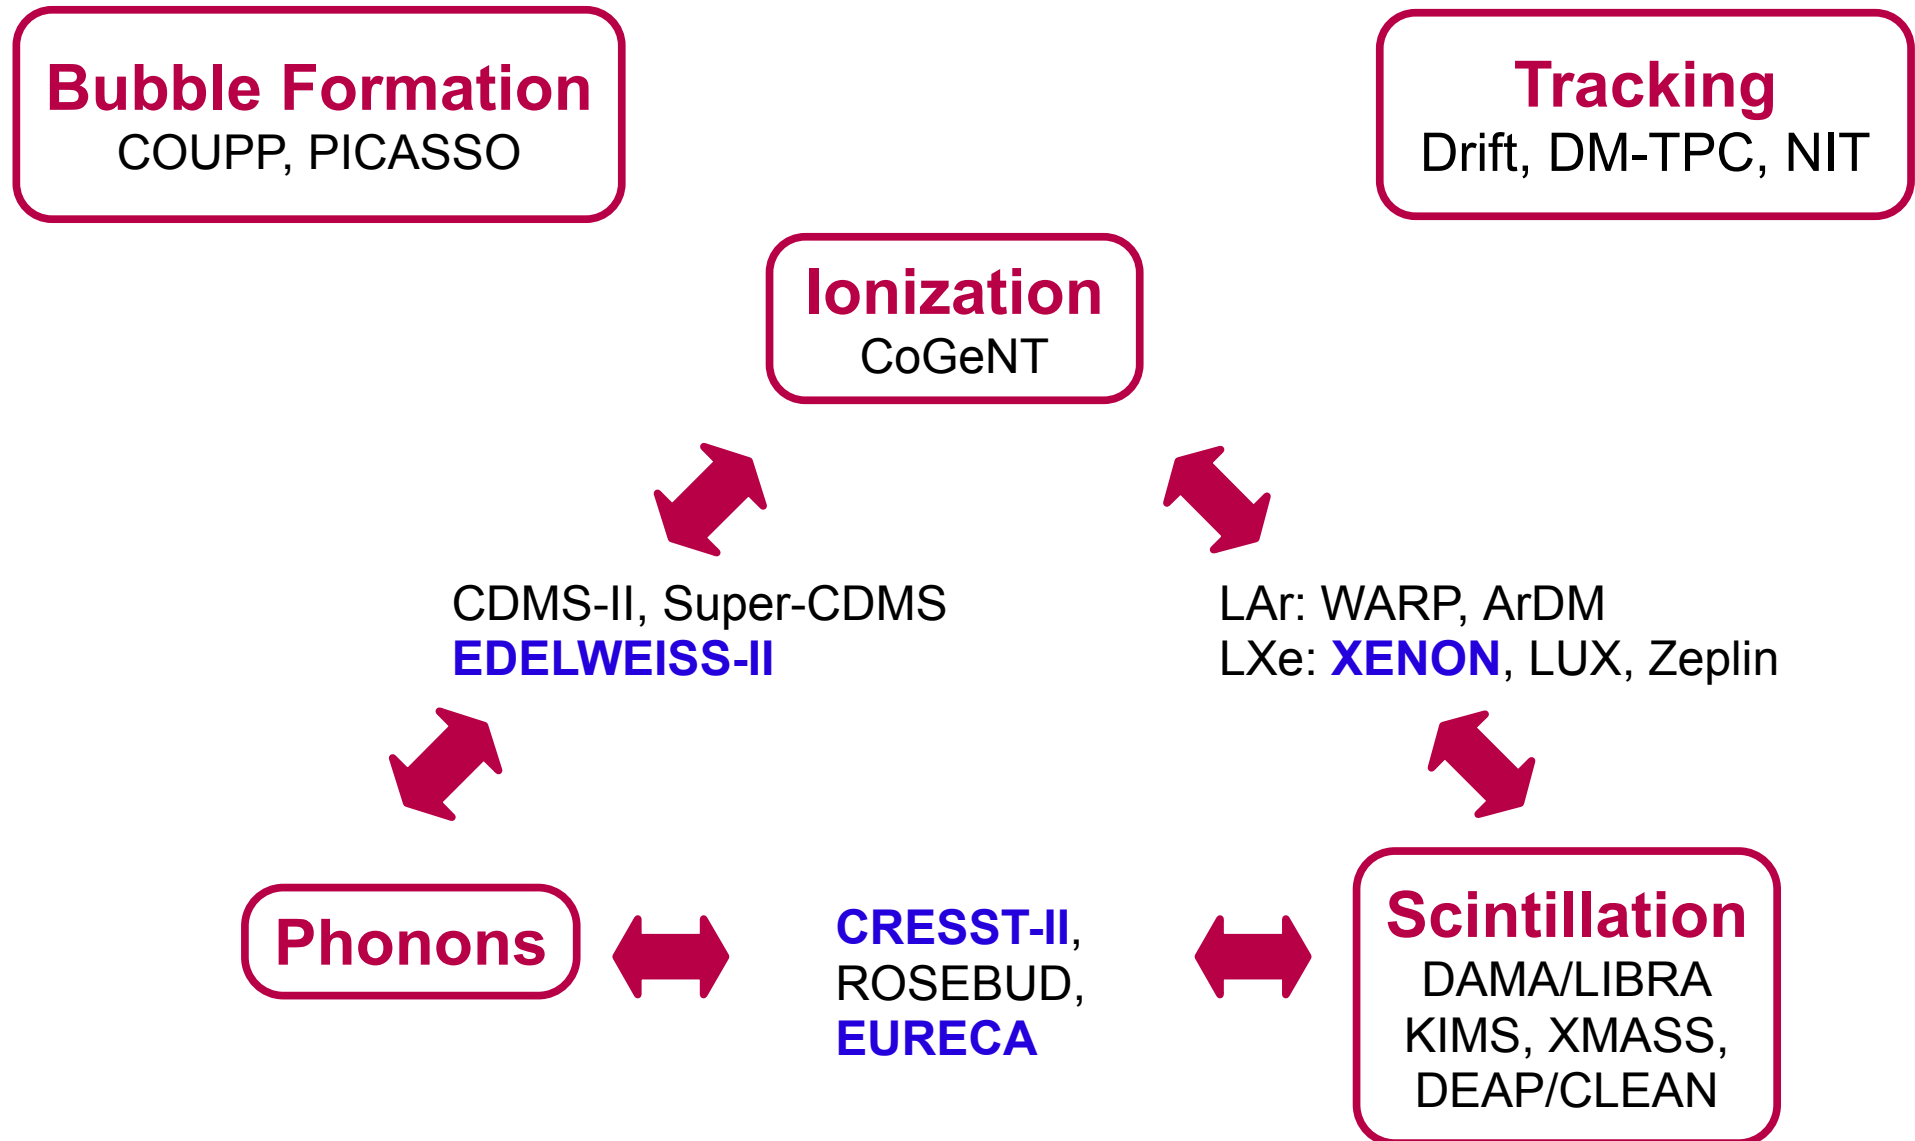 Bubble Formation
COUPP, PICASSO
Tracking
Drift, DM-TPC, NIT
Ionization
CoGeNT
CDMS-II, Super-CDMS
EDELWEISS-II
LAr: WARP, ArDM
LXe: XENON, LUX, Zeplin
Phonons
CRESST-II,
ROSEBUD,
EURECA
Scintillation
DAMA/LIBRA
KIMS, XMASS,
DEAP/CLEAN